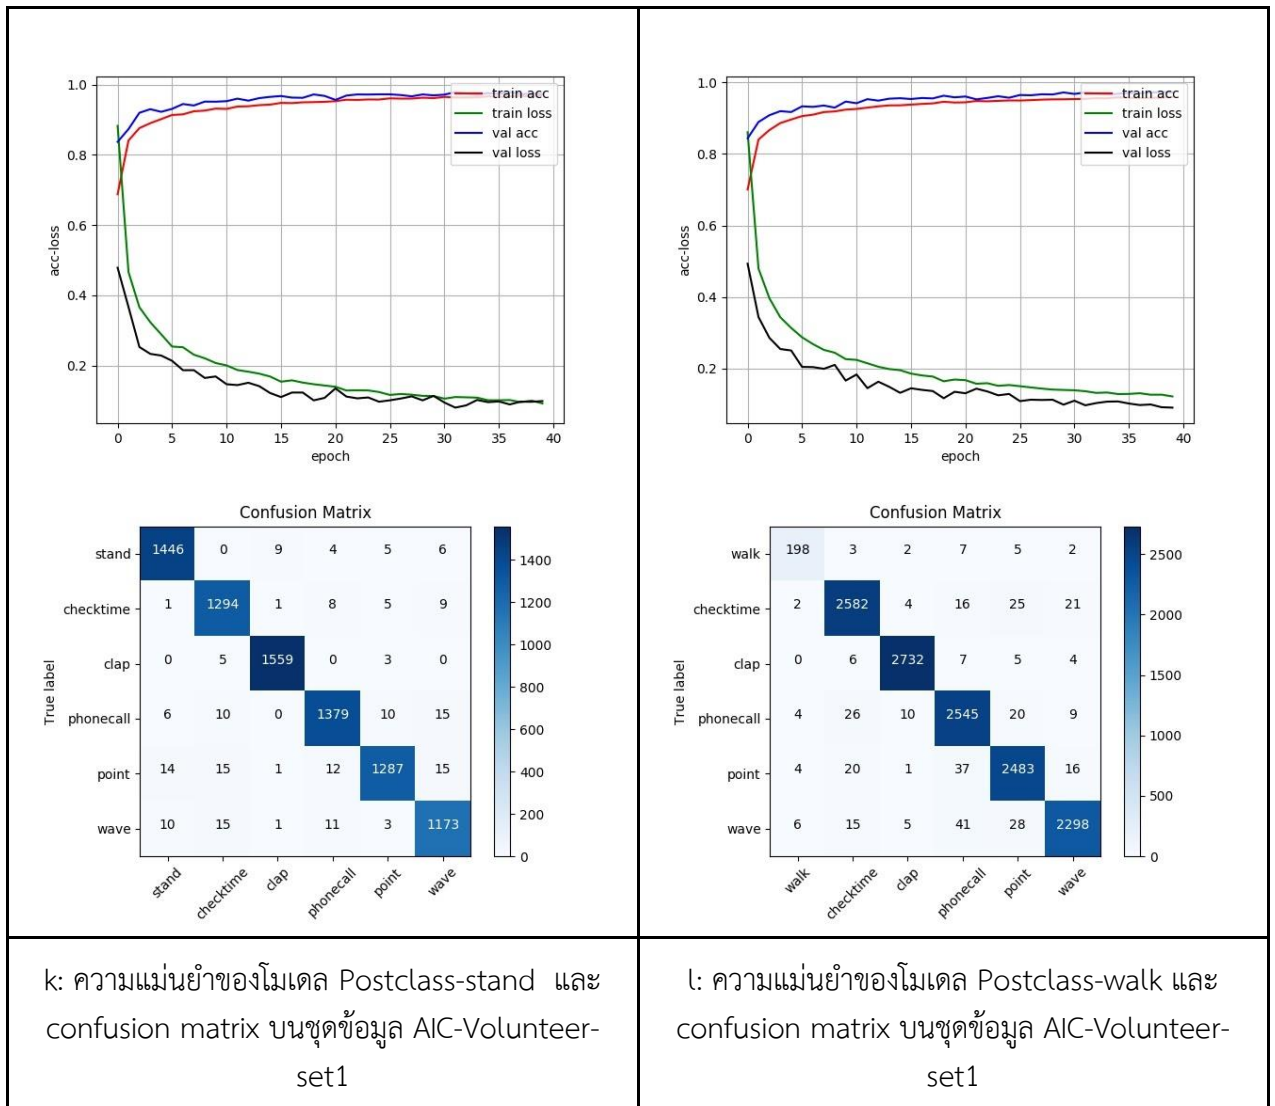 1.0
0.8
0.6
0.4
0.2
acc-loss
train acc
train loss
val acc
val loss
0 5 10 15 20 25 30 35 40
epoch
Confusion Matrix
True label
stand 1446 0 9 4 5 6
checktime 1 1294 1 8 5 9
clap 0 5 1559 0 3 0
phonecall 6 10 0 1379 10 15
point 14 15 1 12 1287 15
wave 10 15 1 11 3 1173
stand checktime clap phonecall point wave
1400
1200
1000
800
600
400
200
0
k: ความแม่นยำของโมเดล Postclass-stand และ
confusion matrix บนชุดข้อมูล AIC-Volunteer-
set1
1.0
0.8
0.6
0.4
0.2
acc-loss
train acc
train loss
val acc
val loss
0 5 10 15 20 25 30 35 40
epoch
Confusion Matrix
True label
walk 198 3 2 7 5 2
checktime 2 2582 4 16 25 21
clap 0 6 2732 7 5 4
phonecall 4 26 10 2545 20 9
point 4 20 1 37 2483 16
wave 6 15 5 41 28 2298
walk checktime clap phonecall point wave
2500
2000
1500
1000
500
0
l: ความแม่นยำของโมเดล Postclass-walk และ
confusion matrix บนชุดข้อมูล AIC-Volunteer-
set1